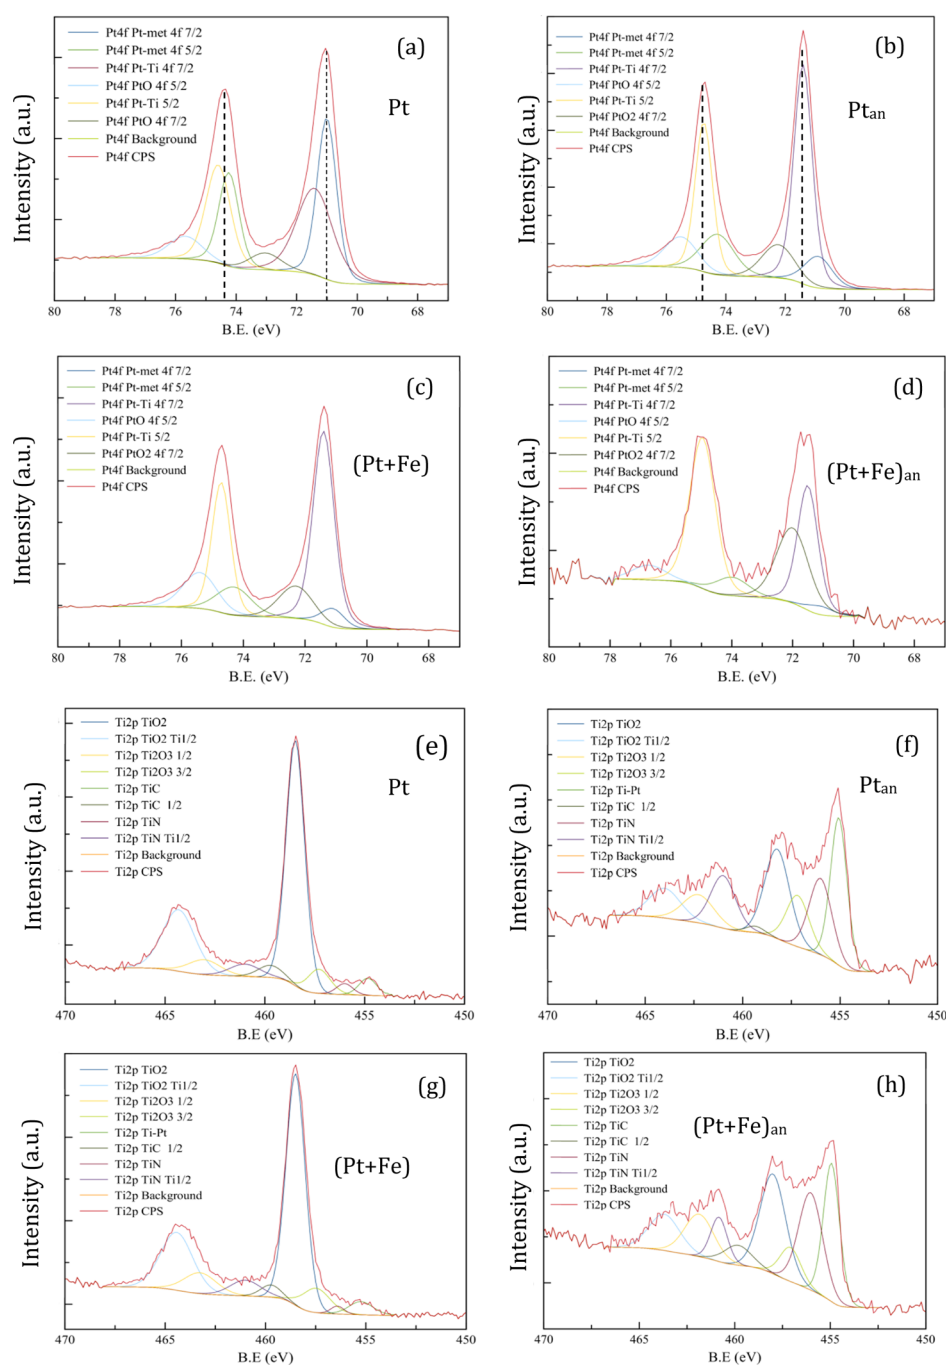 Pt4f Pt-met 4f 7/2
Pt4f Pt-met 4f 5/2
Pt4f Pt-Ti 4f 7/2
Pt4f PtO 4f 5/2
Pt4f Pt-Ti 5/2
Pt4f PtO 4f 7/2
Pt4f Background
Pt4f CPS
(a)
Pt
Intensity (a.u.)
80 78 76 74 72 70 68
B.E. (eV)
Pt4f Pt-met 4f 7/2
Pt4f Pt-met 4f 5/2
Pt4f Pt-Ti 4f 7/2
Pt4f PtO 4f 5/2
Pt4f Pt-Ti 5/2
Pt4f PtO2 4f 7/2
Pt4f Background
Pt4f CPS
(b)
Ptan
Intensity (a.u.)
80 78 76 74 72 70 68
B.E. (eV)
Pt4f Pt-met 4f 7/2
Pt4f Pt-met 4f 5/2
Pt4f Pt-Ti 4f 7/2
Pt4f PtO 4f 5/2
Pt4f Pt-Ti 5/2
Pt4f PtO2 4f 7/2
Pt4f Background
Pt4f CPS
(c)
(Pt+Fe)
Intensity (a.u.)
80 78 76 74 72 70 68
B.E. (eV)
Pt4f Pt-met 4f 7/2
Pt4f Pt-met 4f 5/2
Pt4f Pt-Ti 4f 7/2
Pt4f PtO 4f 5/2
Pt4f Pt-Ti 5/2
Pt4f PtO2 4f 7/2
Pt4f Background
Pt4f CPS
(d)
(Pt+Fe)an
Intensity (a.u.)
80 78 76 74 72 70 68
B.E. (eV)
Ti2p TiO2
Ti2p TiO2 Ti1/2
Ti2p Ti2O3 1/2
Ti2p Ti2O3 3/2
Ti2p TiC
Ti2p TiC 1/2
Ti2p TiN
Ti2p TiN Ti1/2
Ti2p Background
Ti2p CPS
(e)
Pt
Intensity (a.u.)
470 465 460 455 450
B.E (eV)
Ti2p TiO2
Ti2p TiO2 Ti1/2
Ti2p Ti2O3 1/2
Ti2p Ti2O3 3/2
Ti2p Ti-Pt
Ti2p TiC 1/2
Ti2p TiN
Ti2p TiN Ti1/2
Ti2p Background
Ti2p CPS
(f)
Ptan
Intensity (a.u.)
470 465 460 455 450
B.E (eV)
Ti2p TiO2
Ti2p TiO2 Ti1/2
Ti2p Ti2O3 1/2
Ti2p Ti2O3 3/2
Ti2p Ti-Pt
Ti2p TiC 1/2
Ti2p TiN
Ti2p TiN Ti1/2
Ti2p Background
Ti2p CPS
(g)
(Pt+Fe)
Intensity (a.u.)
470 465 460 455 450
B.E (eV)
Ti2p TiO2
Ti2p TiO2 Ti1/2
Ti2p Ti2O3 1/2
Ti2p Ti2O3 3/2
Ti2p TiC
Ti2p TiC 1/2
Ti2p TiN
Ti2p TiN Ti1/2
Ti2p Background
Ti2p CPS
(h)
(Pt+Fe)an
Intensity (a.u.)
470 465 460 455 450
B.E (eV)